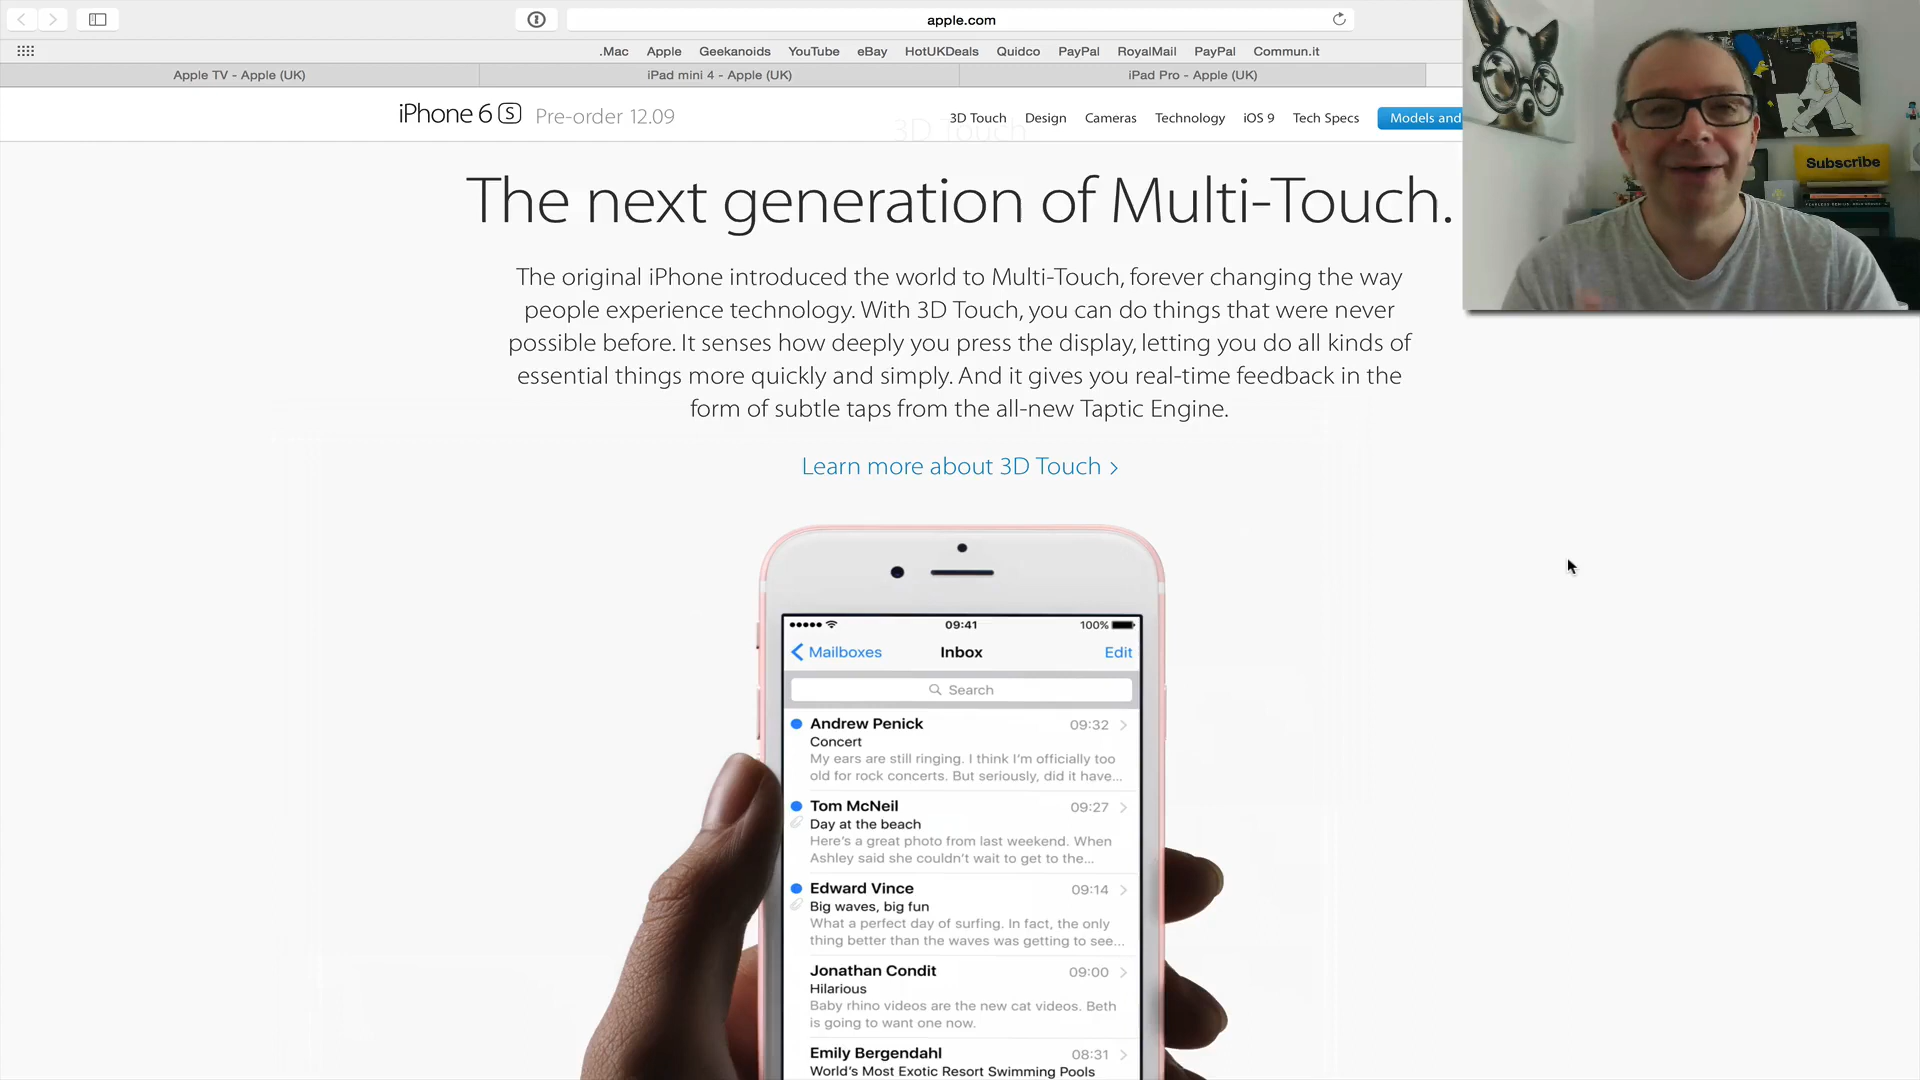 apple.com
.Mac Apple Geekanoids YouTube eBay HotUKDeals Quidco PayPal RoyalMail PayPal Commun.it
Apple TV - Apple (UK) iPad mini 4 - Apple (UK) iPad Pro - Apple (UK)
iPhone 6 S Pre-order 12.09 3D Touch Design Cameras Technology iOS 9 Tech Specs Models and
3D Touch
Subscribe
The next generation of Multi-Touch.
The original iPhone introduced the world to Multi-Touch, forever changing the way
people experience technology. With 3D Touch, you can do things that were never
possible before. It senses how deeply you press the display, letting you do all kinds of
essential things more quickly and simply. And it gives you real-time feedback in the
form of subtle taps from the all-new Taptic Engine.
Learn more about 3D Touch >
09:41 100%
Mailboxes Inbox Edit
Search
Andrew Penick 09:32
Concert
My ears are still ringing. I think I'm officially too
old for rock concerts. But seriously, did it have...
Tom McNeil 09:27
Day at the beach
Here's a great photo from last weekend. When
Ashley said she couldn't wait to get to the...
Edward Vince 09:14
Big waves, big fun
What a perfect day of surfing. In fact, the only
thing better than the waves was getting to see...
Jonathan Condit 09:00
Hilarious
Baby rhino videos are the new cat videos. Beth
is going to want one now.
Emily Bergendahl 08:31
World's Most Exotic Resort Swimming Pools